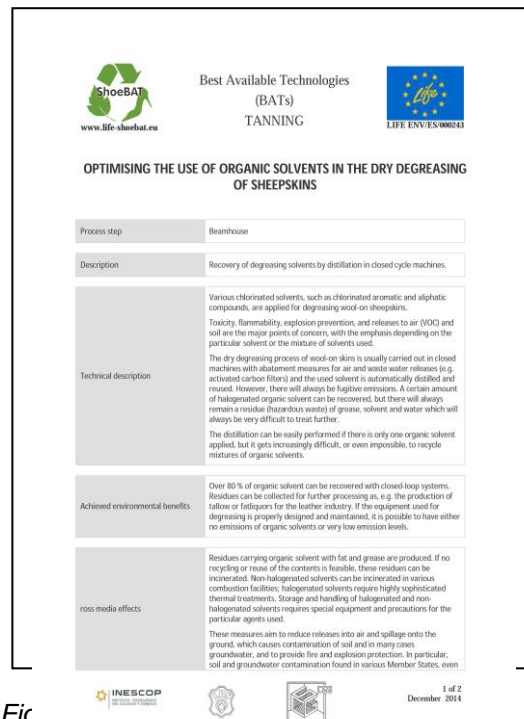 ShoeBAT
www.life-shoebat.eu
Best Available Technologies
(BATs)
TANNING
Life
LIFE ENV/ES/000243
OPTIMISING THE USE OF ORGANIC SOLVENTS IN THE DRY DEGREASING
OF SHEEPSKINS
Process step
Beamhouse
Description
Recovery of degreasing solvents by distillation in closed cycle machines.
Technical description
Various chlorinated solvents, such as chlorinated aromatic and aliphatic
compounds, are applied for degreasing wool-on sheepskins.
Toxicity, flammability, explosion prevention, and releases to air (VOC) and
soil are the major points of concern, with the emphasis depending on the
particular solvent or the mixture of solvents used.
The dry degreasing process of wool-on skins is usually carried out in closed
machines with abatement measures for air and waste water releases (e.g.
activated carbon filters) and the used solvent is automatically distilled and
reused. However, there will always be fugitive emissions. A certain amount
of halogenated organic solvent can be recovered, but there will always
remain a residue (hazardous waste) of grease, solvent and water which will
always be very difficult to treat further.
The distillation can be easily performed if there is only one organic solvent
applied, but it gets increasingly difficult, or even impossible, to recycle
mixtures of organic solvents.
Achieved environmental benefits
Over 80 % of organic solvent can be recovered with closed-loop systems.
Residues can be collected for further processing as, e.g. the production of
tallow or fatliquors for the leather industry. If the equipment used for
degreasing is properly designed and maintained, it is possible to have either
no emissions of organic solvents or very low emission levels.
ross media effects
Residues carrying organic solvent with fat and grease are produced. If no
recycling or reuse of the contents is feasible, these residues can be
incinerated. Non-halogenated solvents can be incinerated in various
combustion facilities; halogenated solvents require highly sophisticated
thermal treatments. Storage and handling of halogenated and non-
halogenated solvents requires special equipment and precautions for the
particular agents used.
These measures aim to reduce releases into air and spillage onto the
ground, which causes contamination of soil and in many cases
groundwater, and to provide fire and explosion protection. In particular,
soil and groundwater contamination found in various Member States, even
INESCOP
1 of 2
December 2014